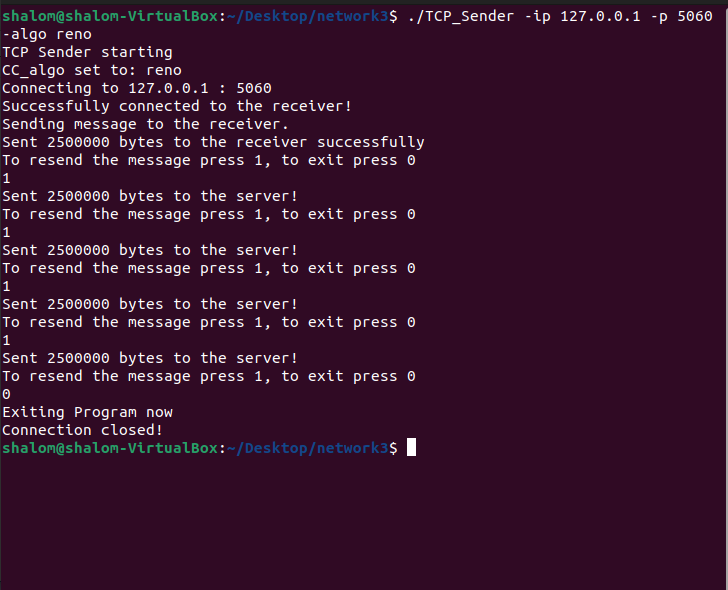 shalom@shalom-VirtualBox:~/Desktop/network3$ ./TCP_Sender -ip 127.0.0.1 -p 5060
-algo reno
TCP Sender starting
CC_algo set to: reno
Connecting to 127.0.0.1 : 5060
Successfully connected to the receiver!
Sending message to the receiver.
Sent 2500000 bytes to the receiver successfully
To resend the message press 1, to exit press 0
1
Sent 2500000 bytes to the server!
To resend the message press 1, to exit press 0
1
Sent 2500000 bytes to the server!
To resend the message press 1, to exit press 0
1
Sent 2500000 bytes to the server!
To resend the message press 1, to exit press 0
1
Sent 2500000 bytes to the server!
To resend the message press 1, to exit press 0
0
Exiting Program now
Connection closed!
shalom@shalom-VirtualBox:~/Desktop/network3$